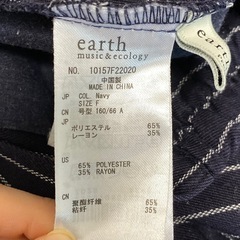 earth
music & ecology
NO. 10157F22020
中国製
MADE IN CHINA
JP COL. Navy
JP SIZE F
CN 号型 160/66 A
JP ポリエステル 65%
レーヨン 35%
US 65% POLYESTER
35% RAYON
CN 聚酯纤维 65%
粘纤 35%
earth